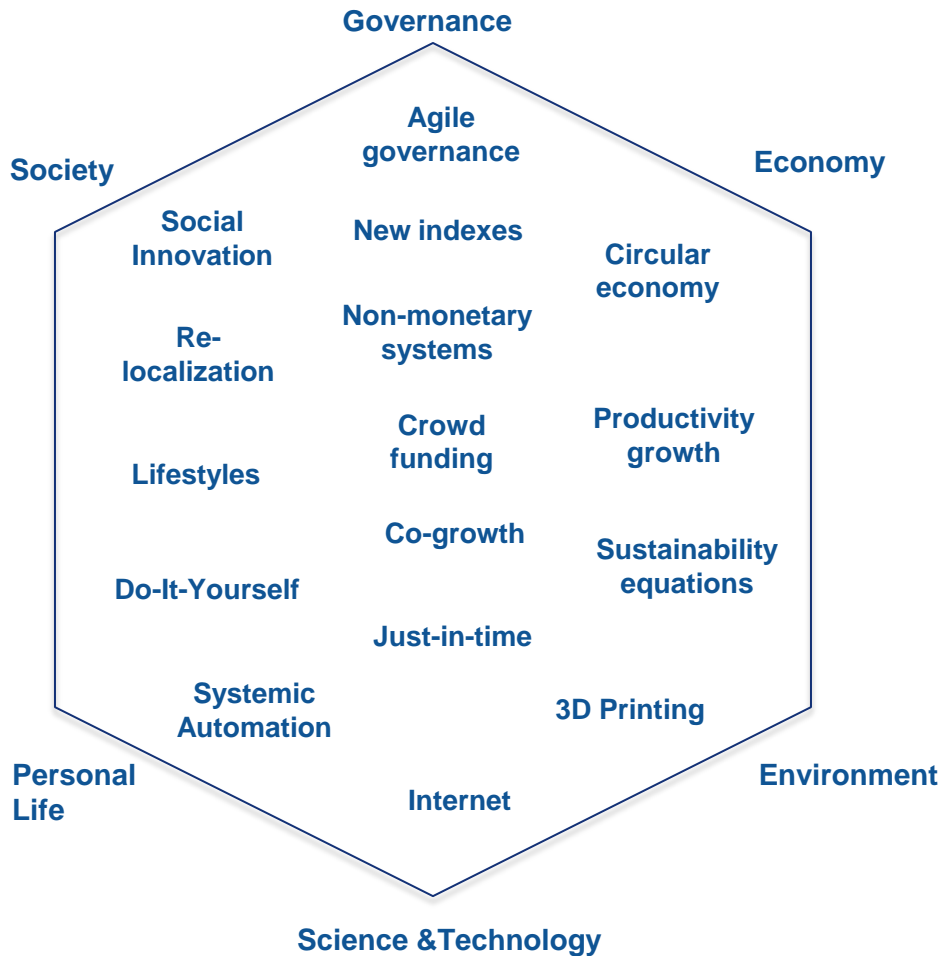 Governance
Agile
governance
Society
Economy
Social
Innovation
New indexes
Circular
economy
Non-monetary
systems
Re-
localization
Crowd
funding
Productivity
growth
Lifestyles
Co-growth
Sustainability
equations
Do-It-Yourself
Just-in-time
Systemic
Automation
3D Printing
Personal
Life
Environment
Internet
Science &Technology